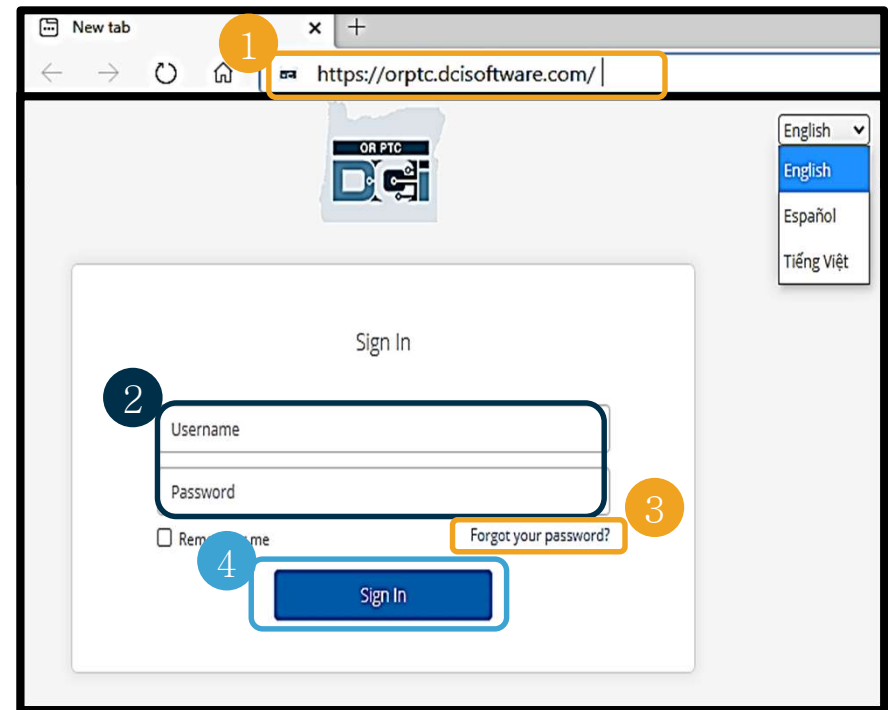 New tab
1
https://orptc.dcisoftware.com/
OR PTC
DCi
English
English
Español
Tiếng Việt
Sign In
2
Username
Password
3
me
Forgot your password?
4
Sign In